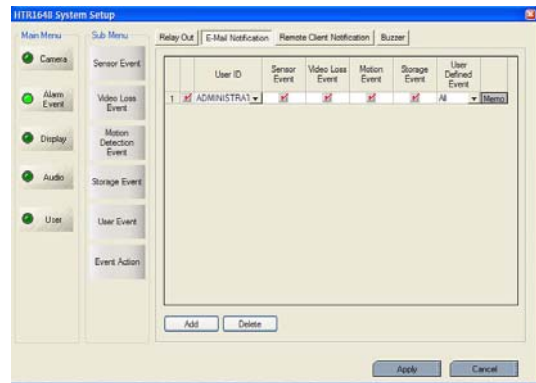 HTR1648 System Setup
Main Menu
Camera
Alarm Event
Display
Audio
User
Sub Menu
Sensor Event
Video Loss Event
Motion Detection Event
Storage Event
User Event
Event Action
Relay Out
E-Mail Notification
Remote Client Notification
Buzzer
User ID
Sensor Event
Video Loss Event
Motion Event
Storage Event
User Defined Event
1
ADMINISTRAT
All
Memo
Add
Delete
Apply
Cancel